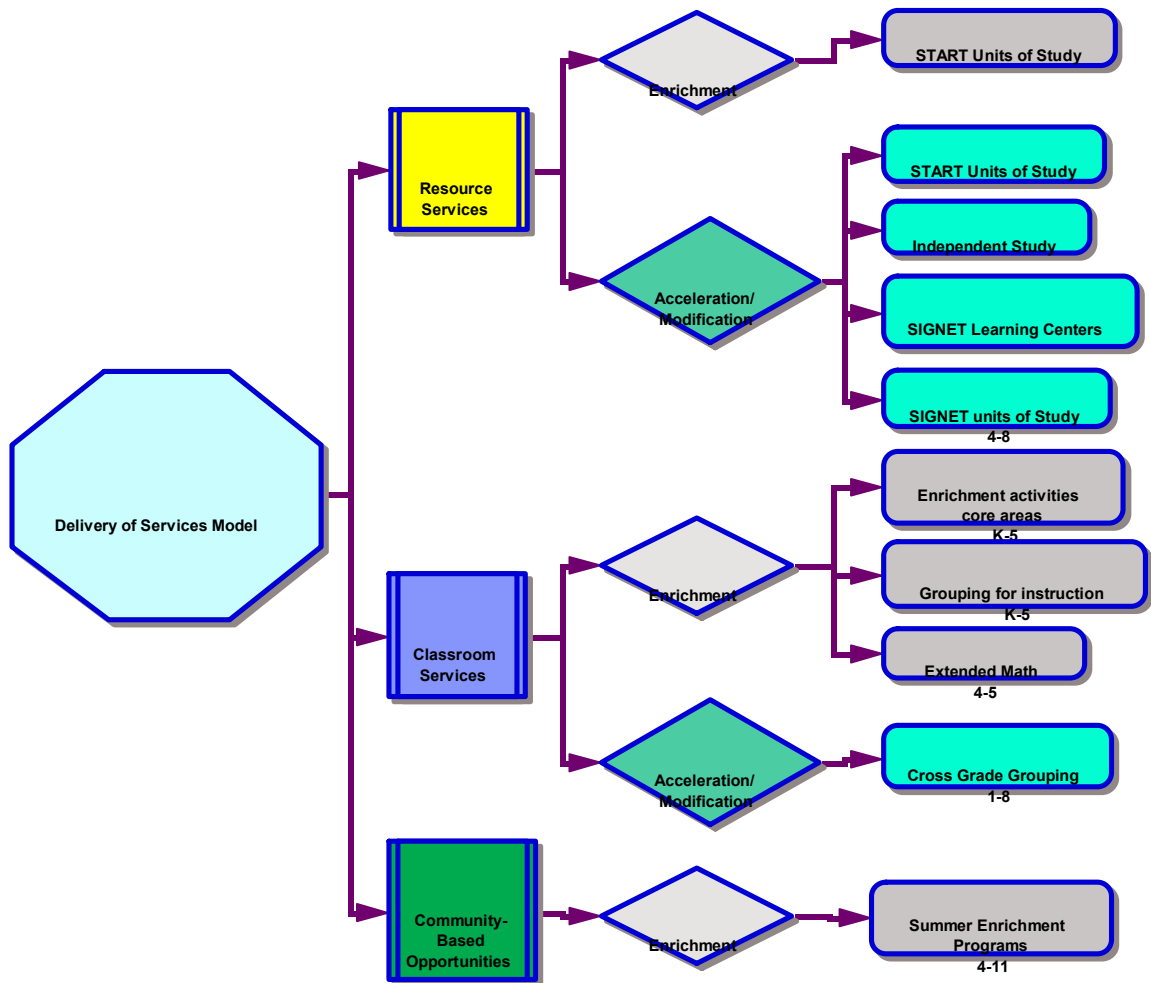 Enrichment
START Units of Study
Resource
Services
START Units of Study
Independent Study
Acceleration/
Modification
SIGNET Learning Centers
SIGNET units of Study
4-8
Delivery of Services Model
Enrichment activities
core areas
K-5
Enrichment
Grouping for instruction
K-5
Classroom
Services
Extended Math
4-5
Acceleration/
Modification
Cross Grade Grouping
1-8
Community-
Based
Opportunities
Enrichment
Summer Enrichment
Programs
4-11